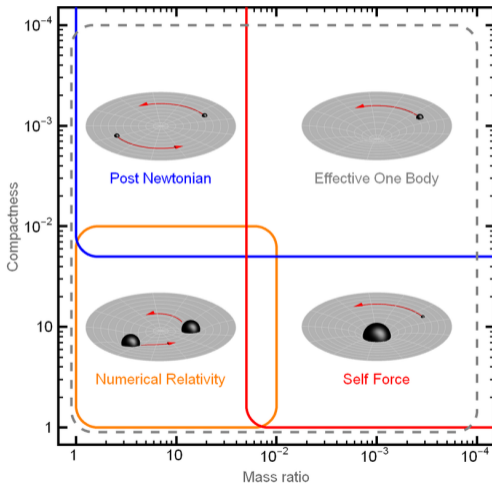 10⁻⁴
10⁻³
Post Newtonian
Effective One Body
10⁻²
Compactness
10
Numerical Relativity
Self Force
1
1
10
10⁻²
10⁻³
10⁻⁴
Mass ratio